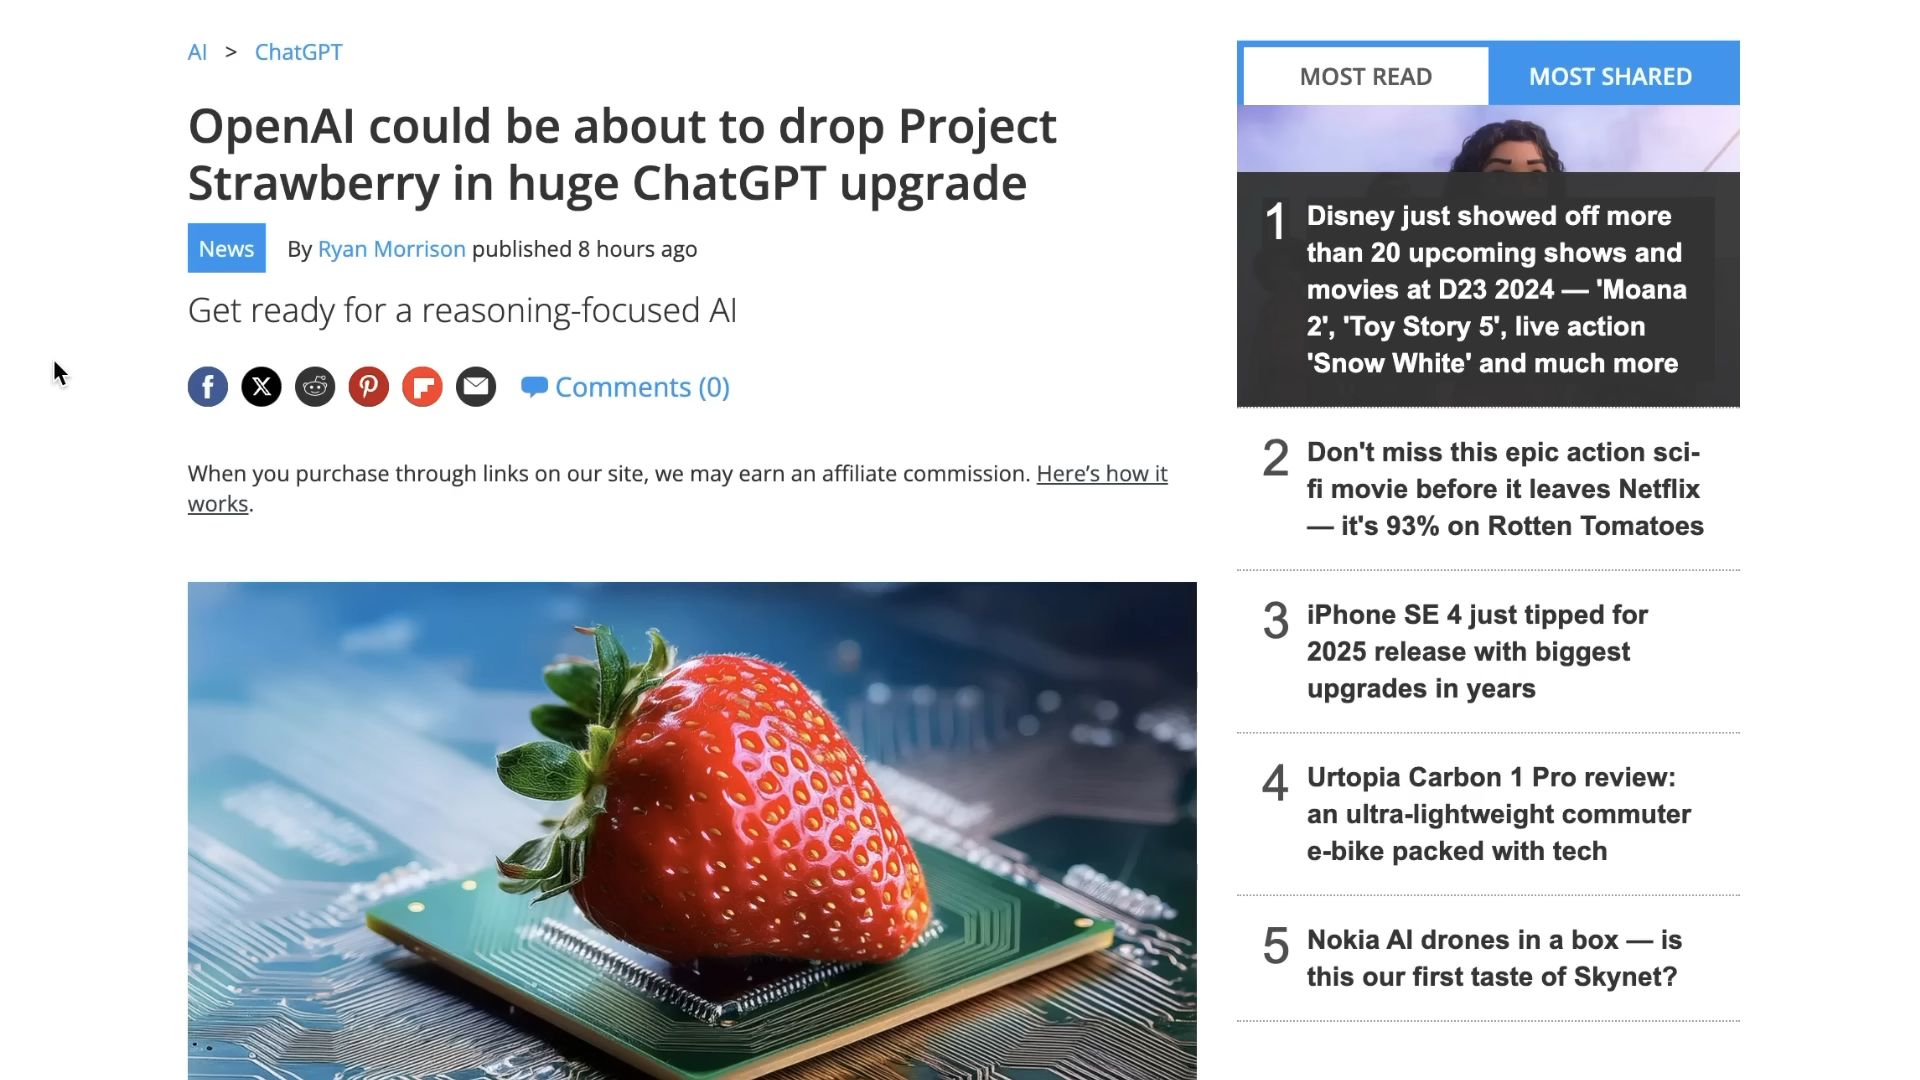 AI > ChatGPT
OpenAI could be about to drop Project
Strawberry in huge ChatGPT upgrade
News By Ryan Morrison published 8 hours ago
Get ready for a reasoning-focused AI
Comments (0)
When you purchase through links on our site, we may earn an affiliate commission. Here’s how it
works.
MOST READ MOST SHARED
1 Disney just showed off more
than 20 upcoming shows and
movies at D23 2024 — 'Moana
2', 'Toy Story 5', live action
'Snow White' and much more
2 Don't miss this epic action sci-
fi movie before it leaves Netflix
— it's 93% on Rotten Tomatoes
3 iPhone SE 4 just tipped for
2025 release with biggest
upgrades in years
4 Urtopia Carbon 1 Pro review:
an ultra-lightweight commuter
e-bike packed with tech
5 Nokia AI drones in a box — is
this our first taste of Skynet?